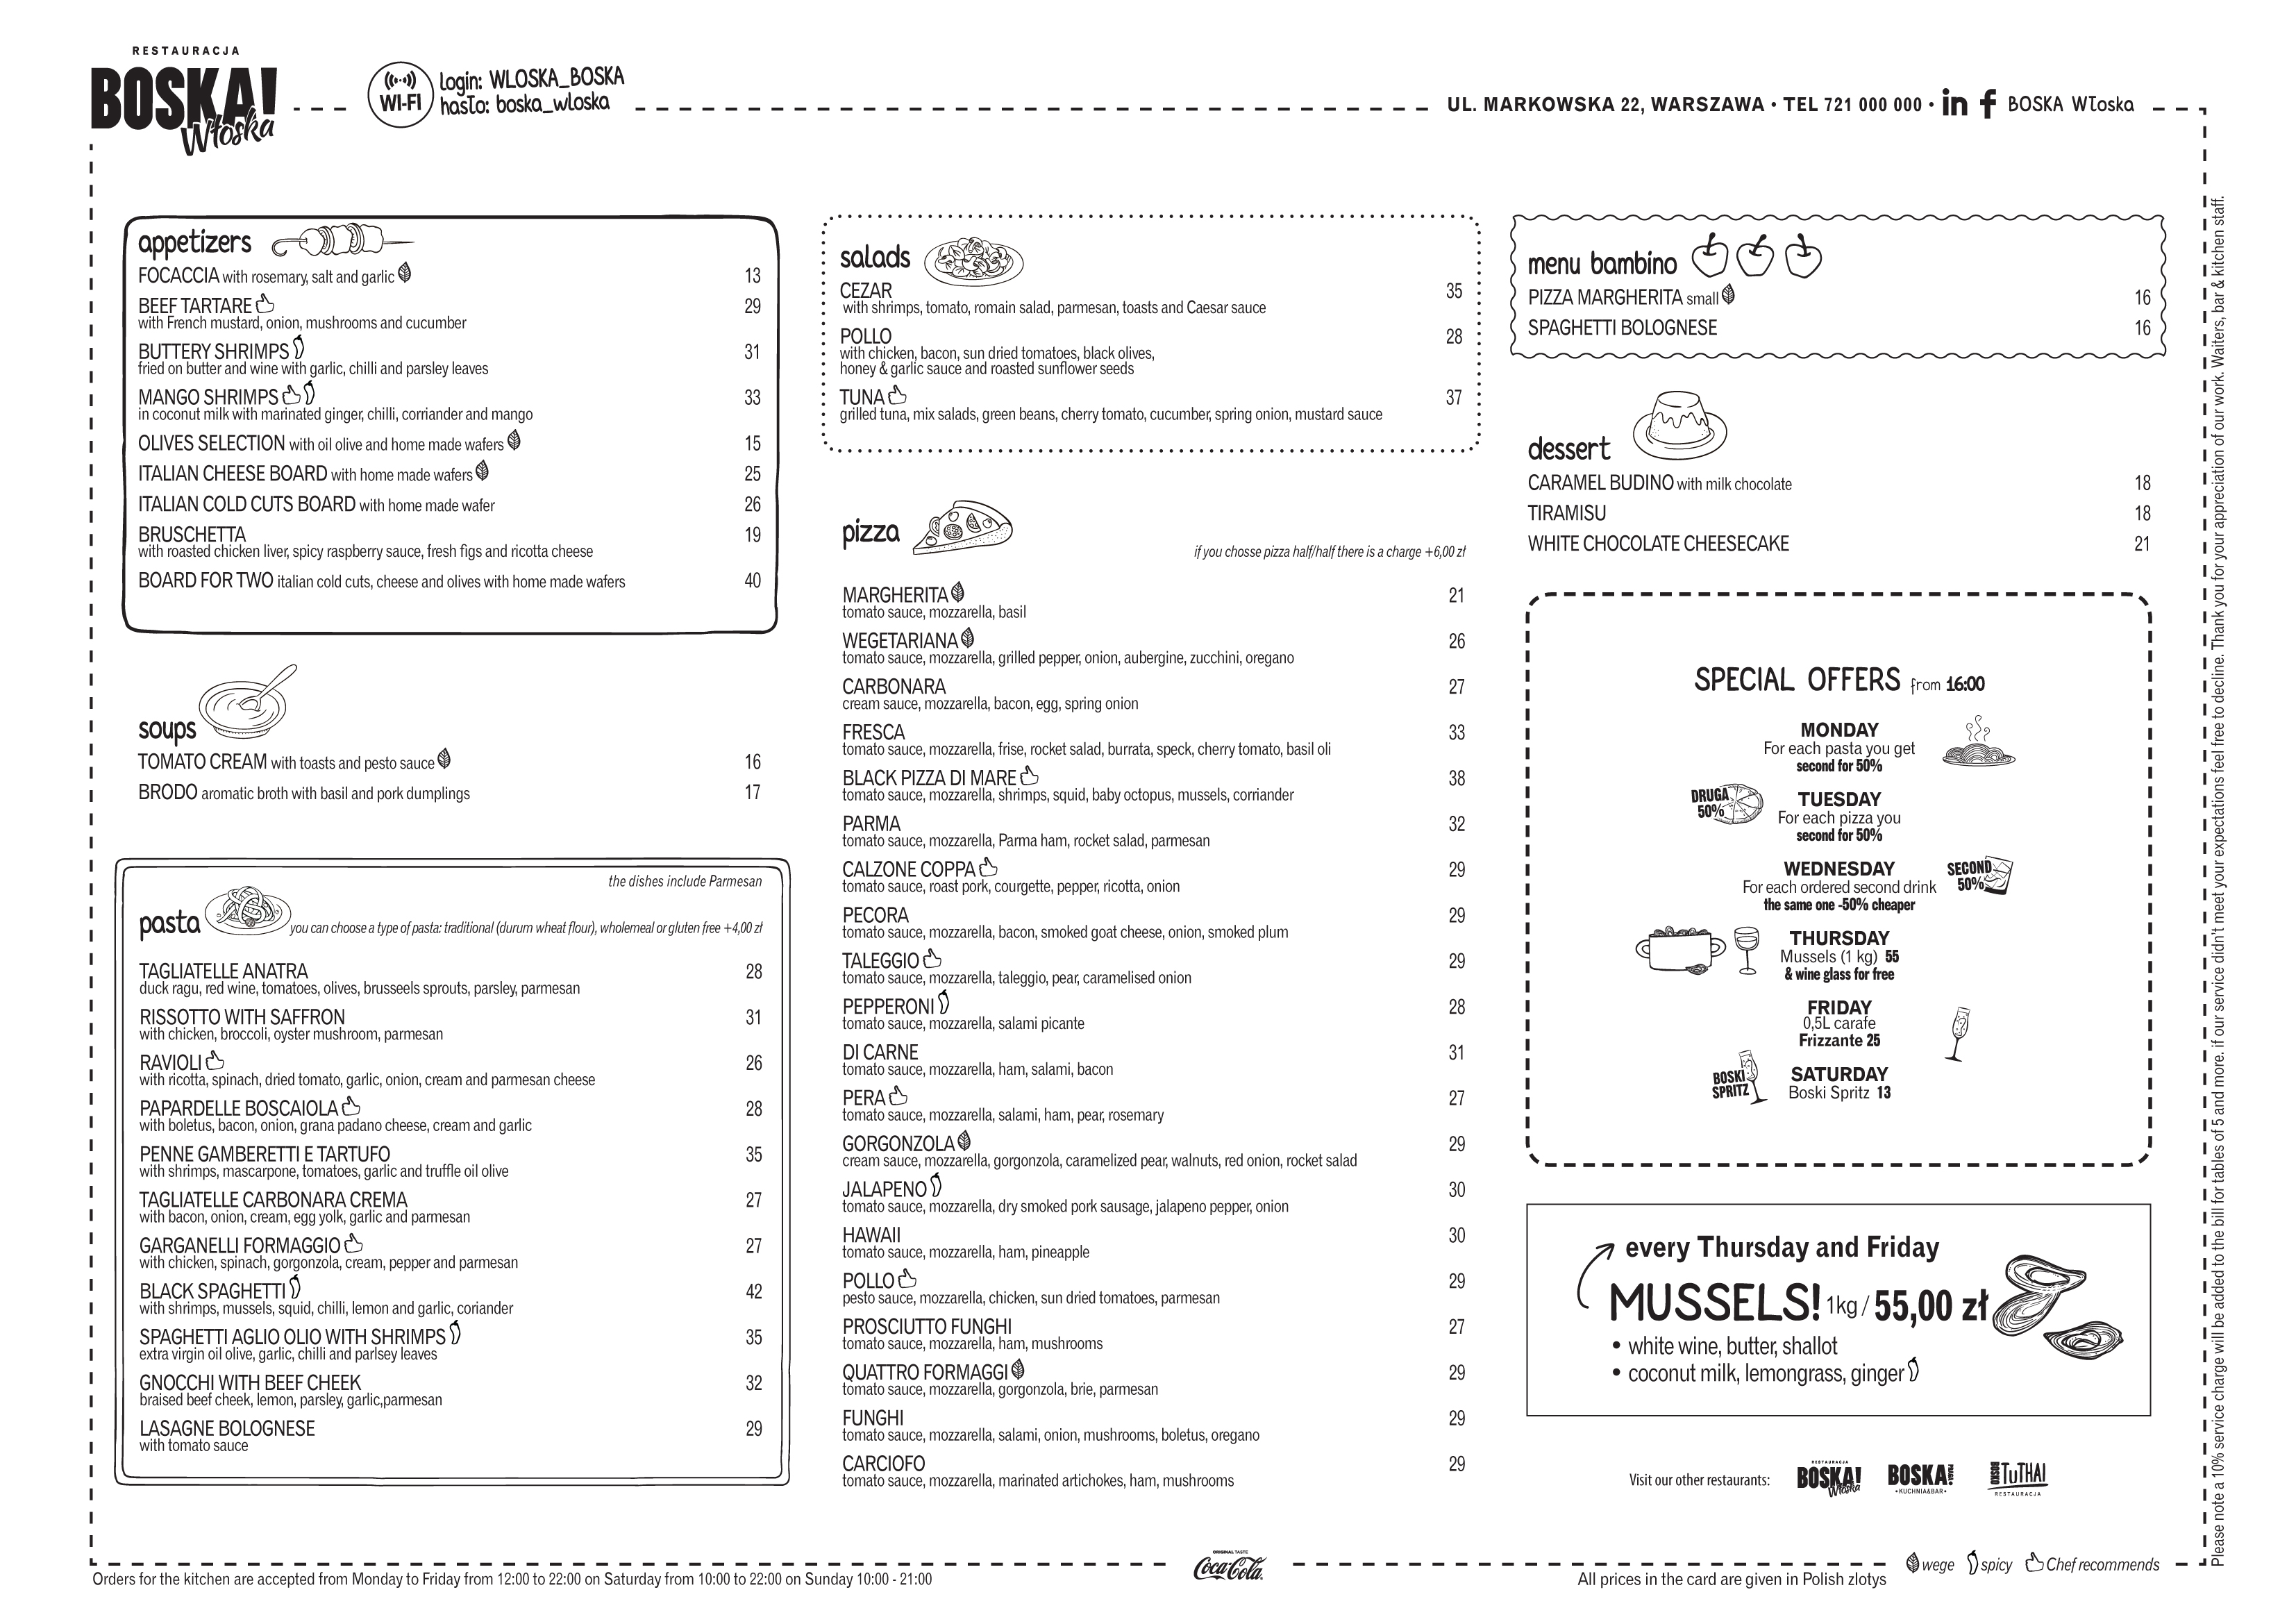 RESTAURACJA
BOSKA!
Włoska
WI-FI
login: WLOSKA_BOSKA
hasło: boska_wloska
UL. MARKOWSKA 22, WARSZAWA • TEL 721 000 000 • in f BOSKA Włoska
appetizers
FOCACCIA with rosemary, salt and garlic 13
BEEF TARTARE 29
with French mustard, onion, mushrooms and cucumber
BUTTERY SHRIMPS 31
fried on butter and wine with garlic, chilli and parsley leaves
MANGO SHRIMPS 33
in coconut milk with marinated ginger, chilli, corriander and mango
OLIVES SELECTION with oil olive and home made wafers 15
ITALIAN CHEESE BOARD with home made wafers 25
ITALIAN COLD CUTS BOARD with home made wafer 26
BRUSCHETTA 19
with roasted chicken liver, spicy raspberry sauce, fresh figs and ricotta cheese
BOARD FOR TWO italian cold cuts, cheese and olives with home made wafers 40
soups
TOMATO CREAM with toasts and pesto sauce 16
BRODO aromatic broth with basil and pork dumplings 17
the dishes include Parmesan
pasta
you can choose a type of pasta: traditional (durum wheat flour), wholemeal or gluten free +4,00 zł
TAGLIATELLE ANATRA 28
duck ragu, red wine, tomatoes, olives, brusseels sprouts, parsley, parmesan
RISSOTTO WITH SAFFRON 31
with chicken, broccoli, oyster mushroom, parmesan
RAVIOLI 26
with ricotta, spinach, dried tomato, garlic, onion, cream and parmesan cheese
PAPARDELLE BOSCAIOLA 28
with boletus, bacon, onion, grana padano cheese, cream and garlic
PENNE GAMBERETTI E TARTUFO 35
with shrimps, mascarpone, tomatoes, garlic and truffle oil olive
TAGLIATELLE CARBONARA CREMA 27
with bacon, onion, cream, egg yolk, garlic and parmesan
GARGANELLI FORMAGGIO 27
with chicken, spinach, gorgonzola, cream, pepper and parmesan
BLACK SPAGHETTI 42
with shrimps, mussels, squid, chilli, lemon and garlic, coriander
SPAGHETTI AGLIO OLIO WITH SHRIMPS 35
extra virgin oil olive, garlic, chilli and parlsey leaves
GNOCCHI WITH BEEF CHEEK 32
braised beef cheek, lemon, parsley, garlic,parmesan
LASAGNE BOLOGNESE 29
with tomato sauce
salads
CEZAR 35
with shrimps, tomato, romain salad, parmesan, toasts and Caesar sauce
POLLO 28
with chicken, bacon, sun dried tomatoes, black olives,
honey & garlic sauce and roasted sunflower seeds
TUNA 37
grilled tuna, mix salads, green beans, cherry tomato, cucumber, spring onion, mustard sauce
pizza
if you chosse pizza half/half there is a charge +6,00 zł
MARGHERITA 21
tomato sauce, mozzarella, basil
WEGETARIANA 26
tomato sauce, mozzarella, grilled pepper, onion, aubergine, zucchini, oregano
CARBONARA 27
cream sauce, mozzarella, bacon, egg, spring onion
FRESCA 33
tomato sauce, mozzarella, frise, rocket salad, burrata, speck, cherry tomato, basil oli
BLACK PIZZA DI MARE 38
tomato sauce, mozzarella, shrimps, squid, baby octopus, mussels, corriander
PARMA 32
tomato sauce, mozzarella, Parma ham, rocket salad, parmesan
CALZONE COPPA 29
tomato sauce, roast pork, courgette, pepper, ricotta, onion
PECORA 29
tomato sauce, mozzarella, bacon, smoked goat cheese, onion, smoked plum
TALEGGIO 29
tomato sauce, mozzarella, taleggio, pear, caramelised onion
PEPPERONI 28
tomato sauce, mozzarella, salami picante
DI CARNE 31
tomato sauce, mozzarella, ham, salami, bacon
PERA 27
tomato sauce, mozzarella, salami, ham, pear, rosemary
GORGONZOLA 29
cream sauce, mozzarella, gorgonzola, caramelized pear, walnuts, red onion, rocket salad
JALAPENO 30
tomato sauce, mozzarella, dry smoked pork sausage, jalapeno pepper, onion
HAWAII 30
tomato sauce, mozzarella, ham, pineapple
POLLO 29
pesto sauce, mozzarella, chicken, sun dried tomatoes, parmesan
PROSCIUTTO FUNGHI 27
tomato sauce, mozzarella, ham, mushrooms
QUATTRO FORMAGGI 29
tomato sauce, mozzarella, gorgonzola, brie, parmesan
FUNGHI 29
tomato sauce, mozzarella, salami, onion, mushrooms, boletus, oregano
CARCIOFO 29
tomato sauce, mozzarella, marinated artichokes, ham, mushrooms
menu bambino
PIZZA MARGHERITA small 16
SPAGHETTI BOLOGNESE 16
dessert
CARAMEL BUDINO with milk chocolate 18
TIRAMISU 18
WHITE CHOCOLATE CHEESECAKE 21
SPECIAL OFFERS from 16:00
MONDAY
For each pasta you get
second for 50%
DRUGA
50%
TUESDAY
For each pizza you
second for 50%
WEDNESDAY
For each ordered second drink
the same one -50% cheaper
SECOND
50%
THURSDAY
Mussels (1 kg) 55
& wine glass for free
FRIDAY
0,5L carafe
Frizzante 25
BOSKI
SPRITZ
SATURDAY
Boski Spritz 13
every Thursday and Friday
MUSSELS! 1kg / 55,00 zł
• white wine, butter, shallot
• coconut milk, lemongrass, ginger
Visit our other restaurants:
RESTAURACJA
BOSKA!
Włoska
BOSKA! PRAGA
•KUCHNIA&BAR•
BOSKO TuTHAI
RESTAURACJA
Please note a 10% service charge will be added to the bill for tables of 5 and more. if our service didn't meet your expectations feel free to decline. Thank you for your appreciation of our work. Waiters, bar & kitchen staff.
Orders for the kitchen are accepted from Monday to Friday from 12:00 to 22:00 on Saturday from 10:00 to 22:00 on Sunday 10:00 - 21:00
ORIGINAL TASTE
Coca-Cola
All prices in the card are given in Polish zlotys
wege spicy Chef recommends